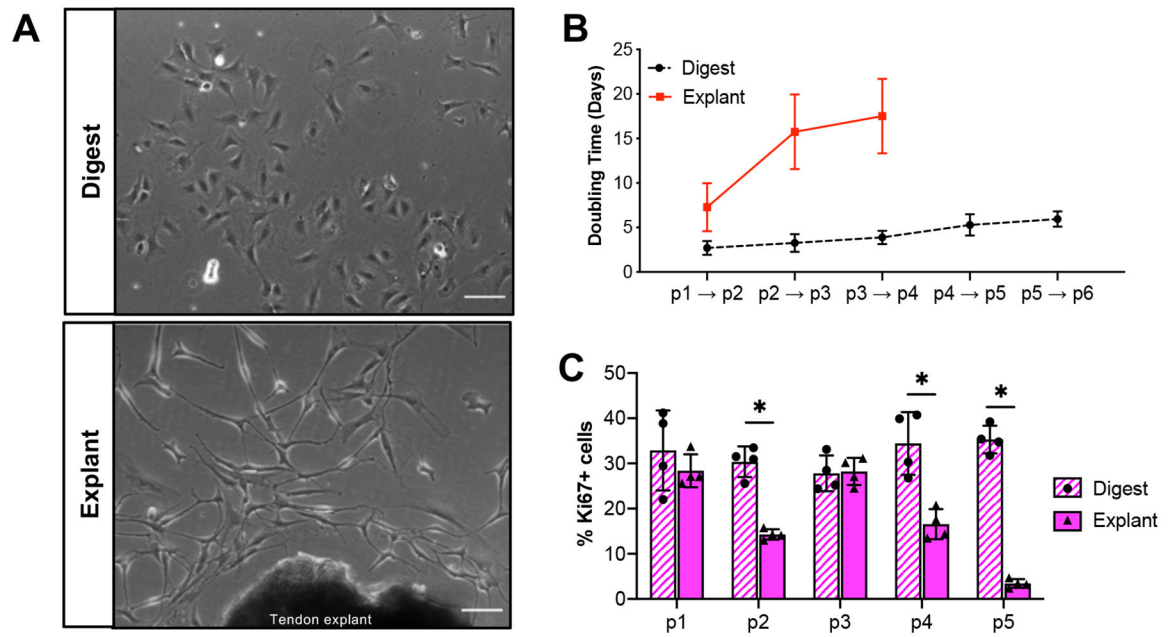 A
Digest
Explant
Tendon explant
B
Doubling Time (Days)
25
20
15
10
5
0
Digest
Explant
p1 → p2
p2 → p3
p3 → p4
p4 → p5
p5 → p6
C
% Ki67+ cells
50
40
30
20
10
0
*
*
*
p1
p2
p3
p4
p5
Digest
Explant